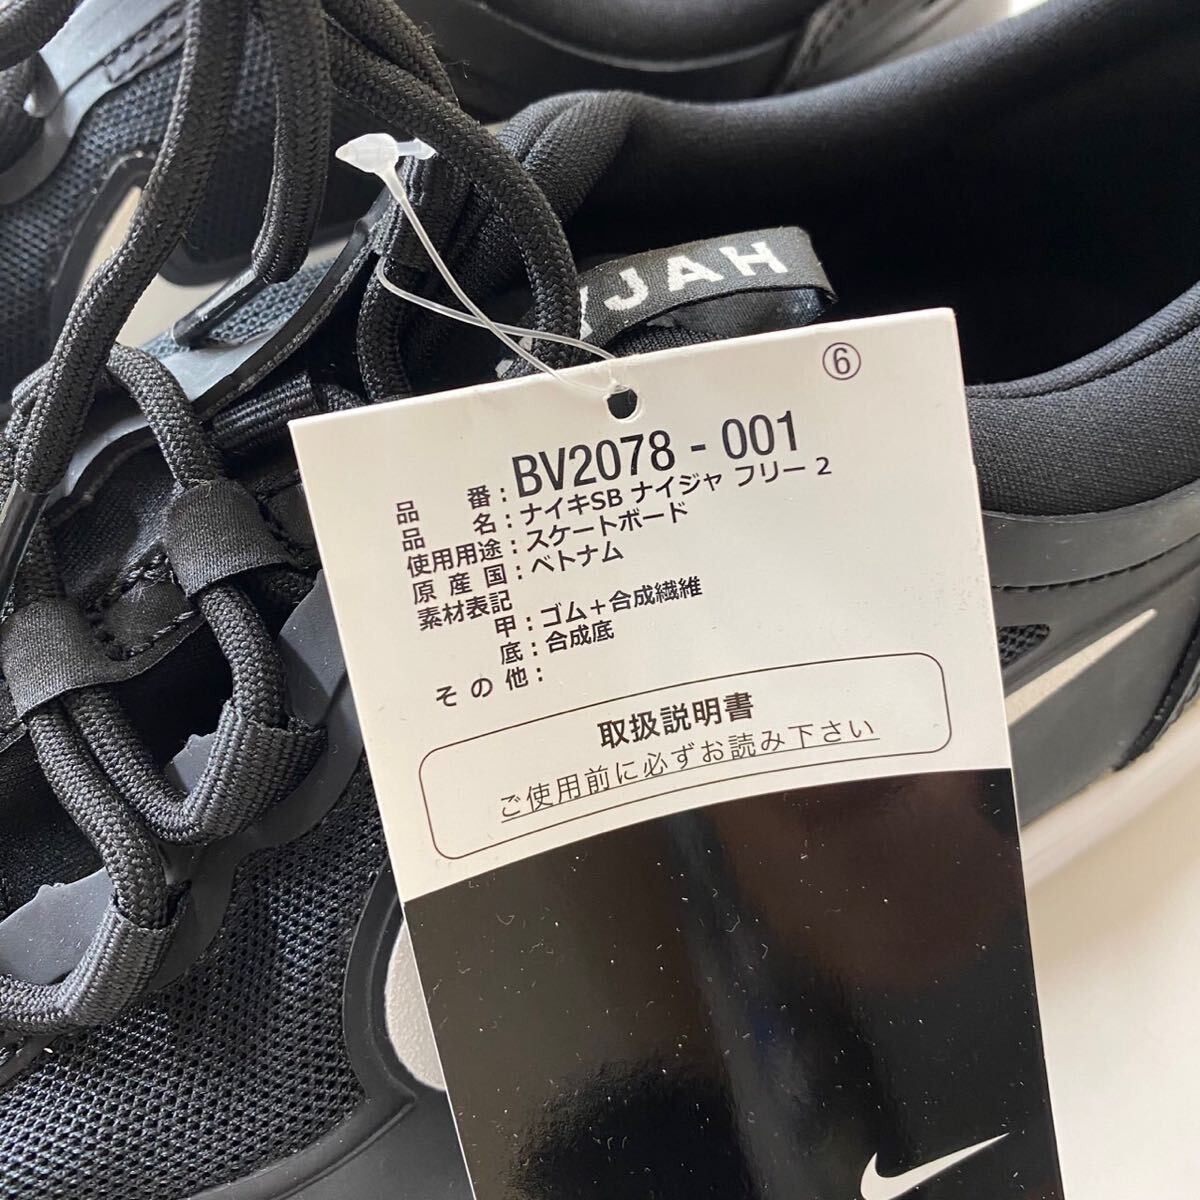 YJAH
⑥
品番：BV2078 - 001
品名：ナイキSB ナイジャ フリー 2
使用用途：スケートボード
原産国：ベトナム
素材表記
甲：ゴム＋合成繊維
底：合成底
その他：
取扱説明書
ご使用前に必ずお読み下さい